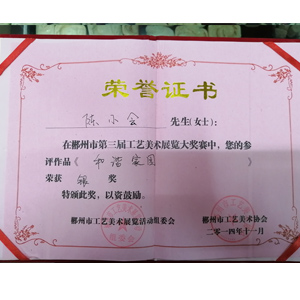 荣誉证书
陈小会 先生(女士):
在郴州市第三届工艺美术展览大奖赛中,您的参
评作品《 和谐家园 》
荣获 银 奖
特颁此奖,以资鼓励。
郴州市工艺美术展览活动组委会 郴州市工艺美术协会
二〇一四年十一月